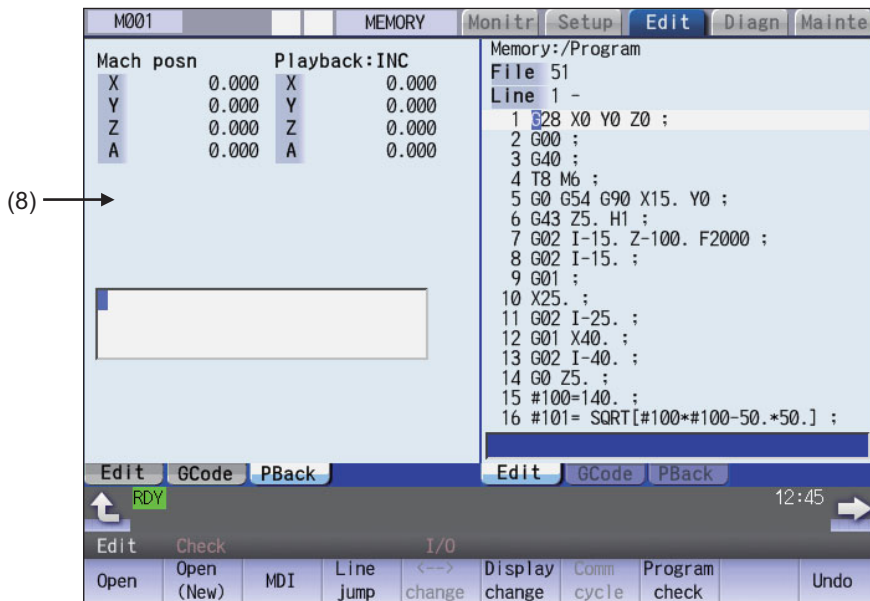 M001 MEMORY Monitr Setup Edit Diagn Mainte
Mach posn Playback:INC
X 0.000 X 0.000
Y 0.000 Y 0.000
Z 0.000 Z 0.000
A 0.000 A 0.000
(8)
Memory:/Program
File 51
Line 1 -
1 G28 X0 Y0 Z0 ;
2 G00 ;
3 G40 ;
4 T8 M6 ;
5 G0 G54 G90 X15. Y0 ;
6 G43 Z5. H1 ;
7 G02 I-15. Z-100. F2000 ;
8 G02 I-15. ;
9 G01 ;
10 X25. ;
11 G02 I-25. ;
12 G01 X40. ;
13 G02 I-40. ;
14 G0 Z5. ;
15 #100=140. ;
16 #101= SQRT[#100*#100-50.*50.] ;
Edit GCode PBack Edit GCode PBack
RDY 12:45
Edit Check I/O
Open Open (New) MDI Line jump <--> change Display change Comm cycle Program check Undo